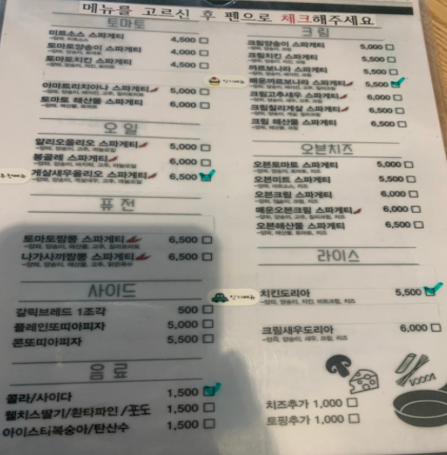 메뉴를 고르신 후 펜으로 체크해주세요
토마토
미트소스 스파게티 4,500
토마토양송이 스파게티 4,000
토마토치킨 스파게티 4,500
아마트리치아나 스파게티 5,000
토마토 해산물 스파게티 6,000
오일
알리오올리오 스파게티 5,000
봉골레 스파게티 6,000
게살새우올리오 스파게티 6,500
퓨전
토마토짬뽕 스파게티 6,500
나가사끼짬뽕 스파게티 6,500
사이드
갈릭브레드 1조각 500
플레인또띠아피자 5,000
콘또띠아피자 5,500
음료
콜라/사이다 1,500
웰치스딸기/환타파인/포도 1,500
아이스티복숭아/탄산수 1,500
크림
크림양송이 스파게티 5,000
크림치킨 스파게티 5,500
까르보나라 스파게티 5,500
매운까르보나라 스파게티 5,500
크림고추새우 스파게티 6,000
크림칠리게살 스파게티 6,500
크림 해산물 스파게티 6,500
오븐치즈
오븐토마토 스파게티 5,000
오븐미트 스파게티 5,500
오븐크림 스파게티 6,000
매운오븐크림 스파게티 6,000
오븐해산물 스파게티 6,500
라이스
치킨도리아 5,500
크림새우도리아 6,000
치즈추가 1,000
토핑추가 1,000